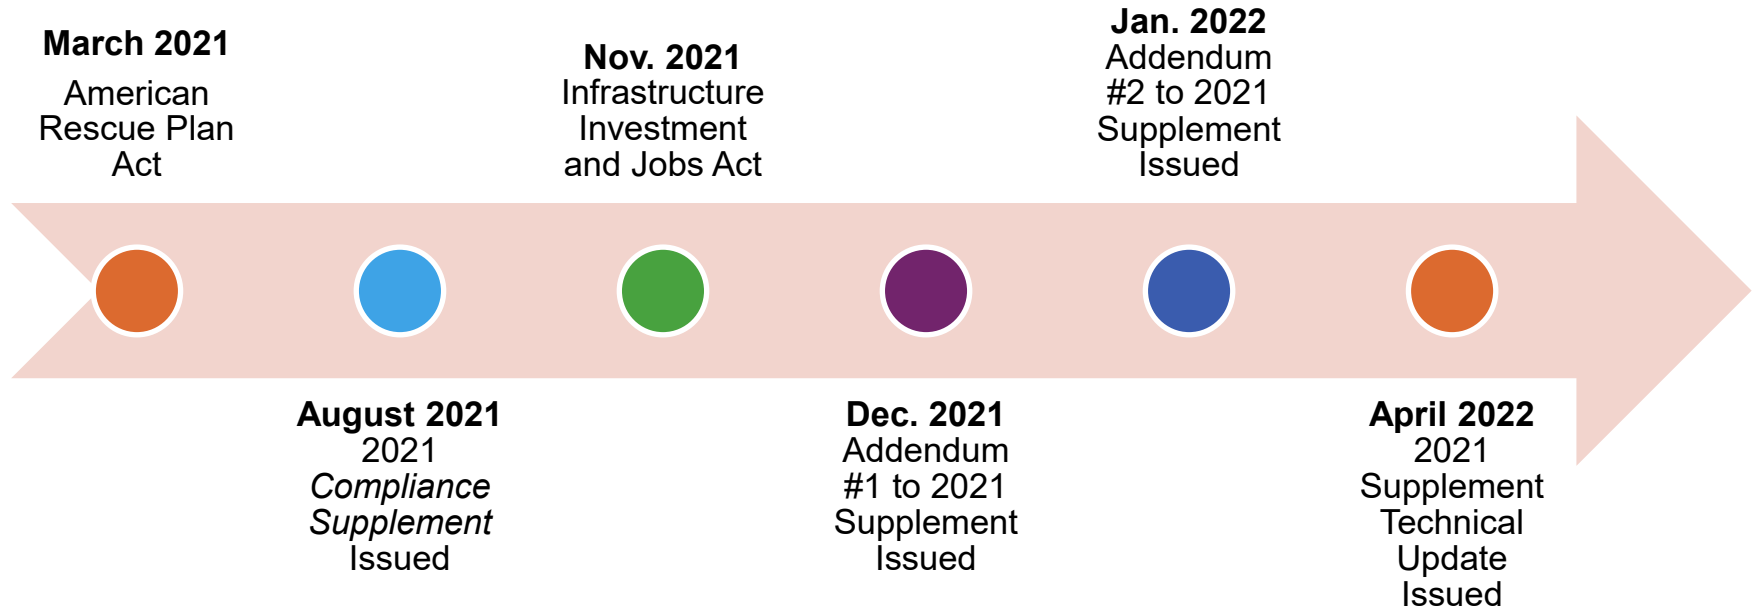 March 2021
American
Rescue Plan
Act
August 2021
2021
Compliance
Supplement
Issued
Nov. 2021
Infrastructure
Investment
and Jobs Act
Dec. 2021
Addendum
#1 to 2021
Supplement
Issued
Jan. 2022
Addendum
#2 to 2021
Supplement
Issued
April 2022
2021
Supplement
Technical
Update
Issued